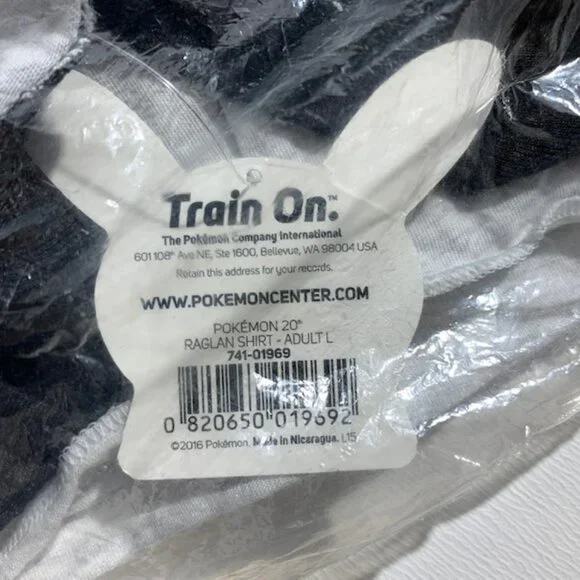 Train On.™
The Pokémon Company International
601 108ᵗʰ Ave NE, Ste 1600, Bellevue, WA 98004 USA
Retain this address for your records.
WWW.POKEMONCENTER.COM
POKÉMON 20ᵗʰ
RAGLAN SHIRT - ADULT L
741-01969
0 820650 019692
©2016 Pokémon. Made in Nicaragua. L15